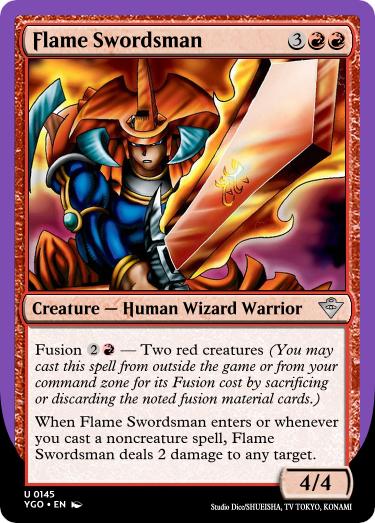 Flame Swordsman 3
Creature — Human Wizard Warrior
Fusion 2 — Two red creatures (You may
cast this spell from outside the game or from your
command zone for its Fusion cost by sacrificing
or discarding the noted fusion material cards.)
When Flame Swordsman enters or whenever
you cast a noncreature spell, Flame
Swordsman deals 2 damage to any target.
4/4
U 0145
YGO • EN
Studio Dice/SHUEISHA, TV TOKYO, KONAMI